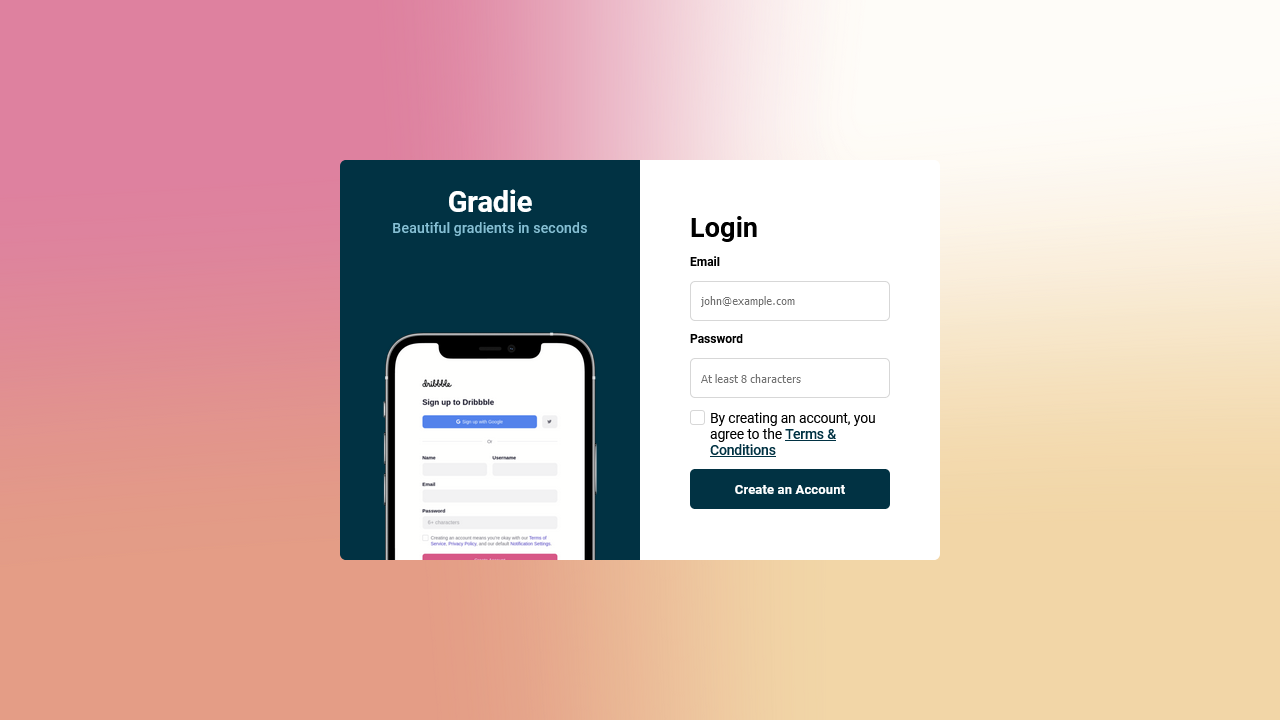 Gradie
Beautiful gradients in seconds
dribbble
Sign up to Dribbble
G Sign up with Google
Or
Name
Username
Email
Password
6+ characters
Creating an account means you're okay with our Terms of
Service, Privacy Policy, and our default Notification Settings.
Login
Email
john@example.com
Password
At least 8 characters
By creating an account, you
agree to the Terms &
Conditions
Create an Account